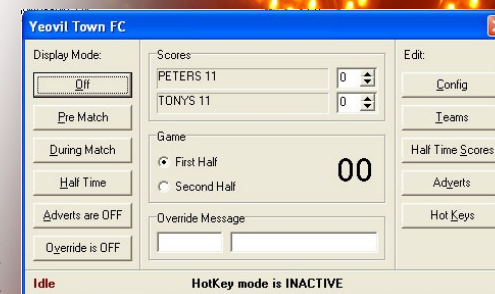 Yeovil Town FC
Display Mode:
Off
Pre Match
During Match
Half Time
Adverts are OFF
Override is OFF
Scores
PETERS 11 0
TONYS 11 0
Game
First Half
Second Half
00
Override Message
Edit:
Config
Teams
Half Time Scores
Adverts
Hot Keys
Idle
HotKey mode is INACTIVE